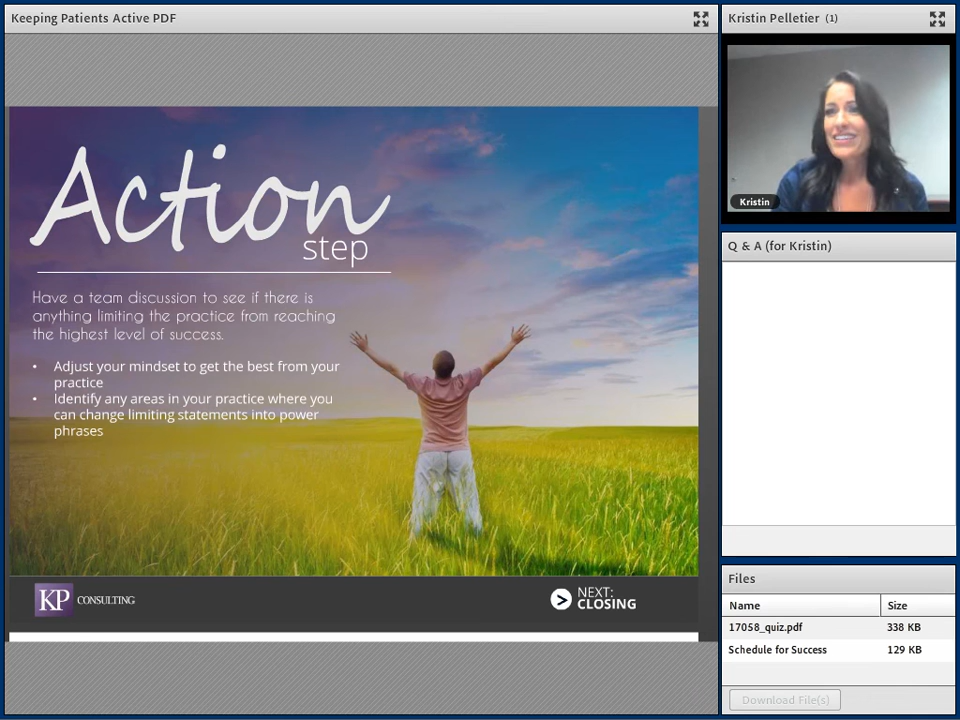 Keeping Patients Active PDF
Action
step
Have a team discussion to see if there is
anything limiting the practice from reaching
the highest level of success.
• Adjust your mindset to get the best from your
practice
• Identify any areas in your practice where you
can change limiting statements into power
phrases
KP CONSULTING
NEXT:
CLOSING
Kristin Pelletier (1)
Kristin
Q & A (for Kristin)
Files
Name Size
17058_quiz.pdf 338 KB
Schedule for Success 129 KB
Download File(s)